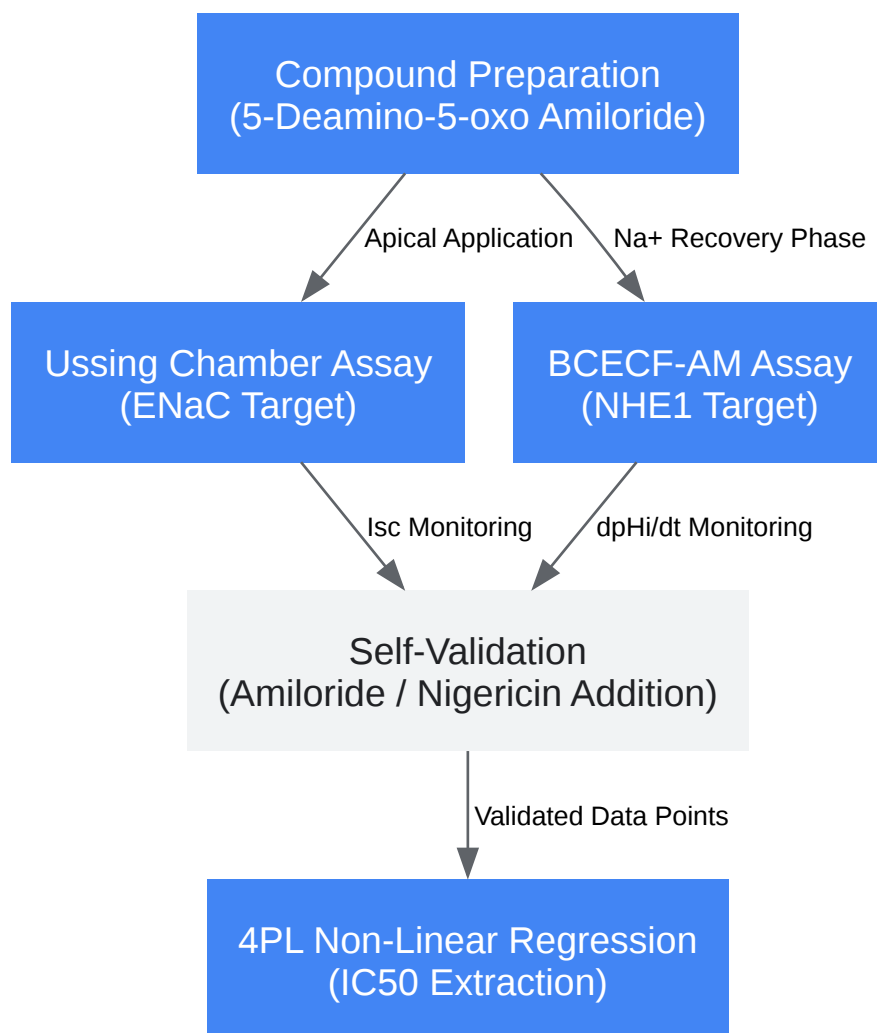 Compound Preparation
(5-Deamino-5-oxo Amiloride)
Apical Application
Na+ Recovery Phase
Ussing Chamber Assay
(ENaC Target)
BCECF-AM Assay
(NHE1 Target)
Isc Monitoring
dpHi/dt Monitoring
Self-Validation
(Amiloride / Nigericin Addition)
Validated Data Points
4PL Non-Linear Regression
(IC50 Extraction)